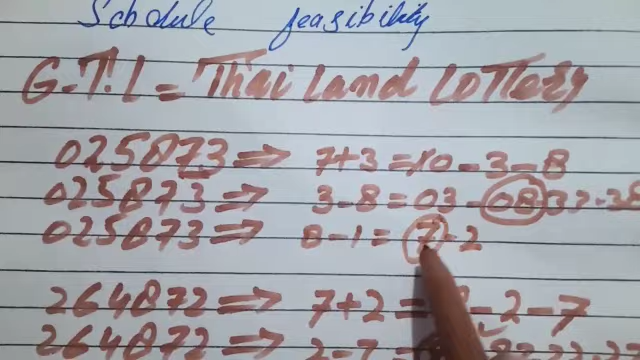 Schedule feasibility
G.T.L = Thai Land Lottery
025873 ⇒ 7+3=10-3-8
025873 ⇒ 3-8=03-08
025873 ⇒ 8-1=7-2
264872 ⇒ 7+2= -2-7
264872 ⇒ 2-7=